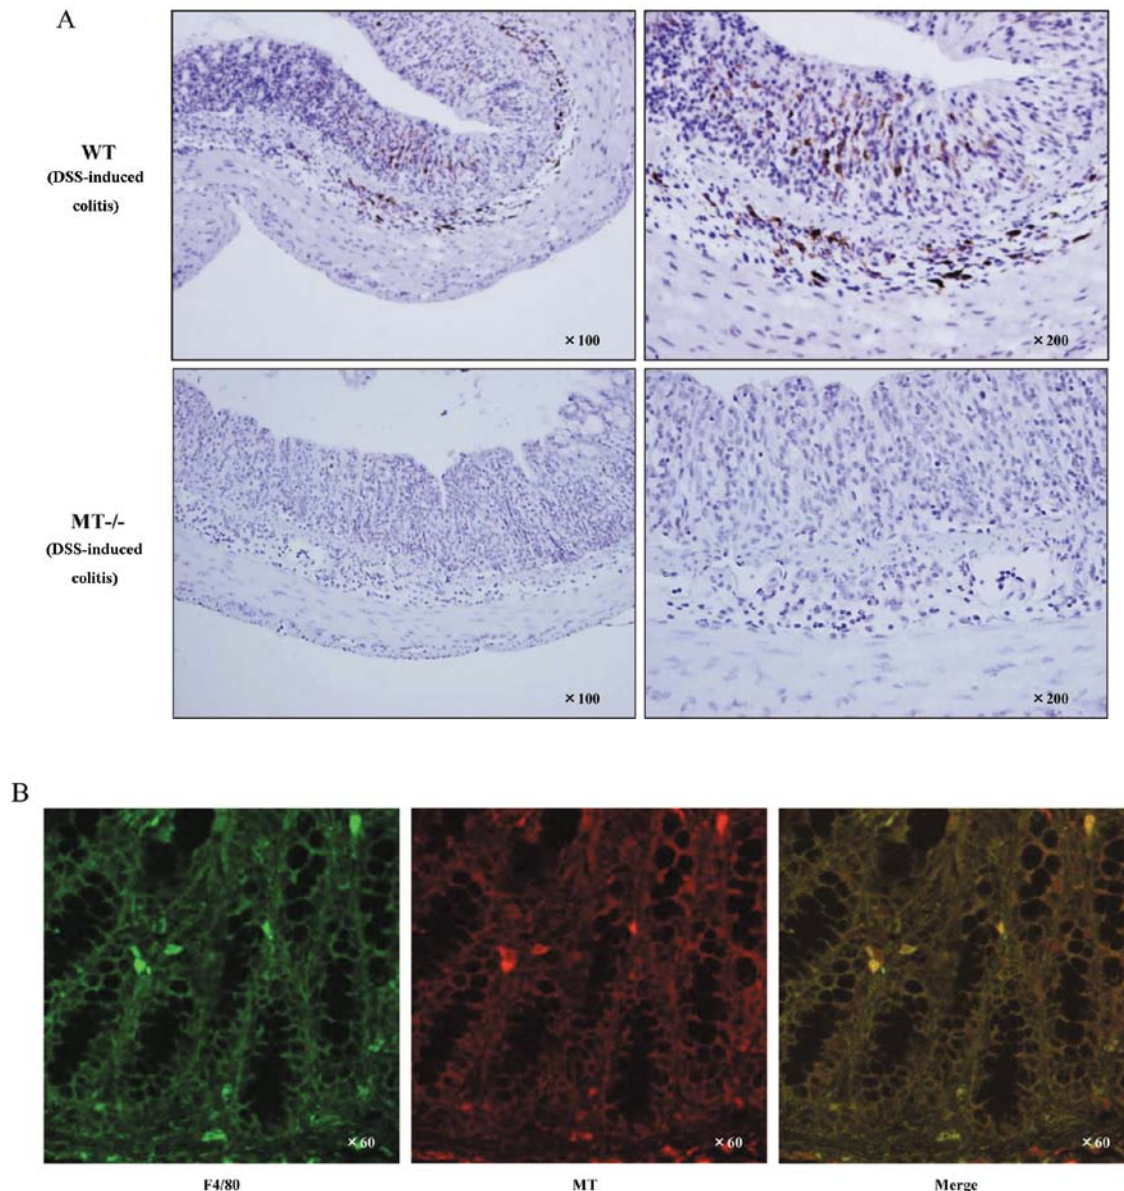 A
WT
(DSS-induced
colitis)
× 100
× 200
MT-/-
(DSS-induced
colitis)
× 100
× 200
B
× 60
× 60
× 60
F4/80
MT
Merge